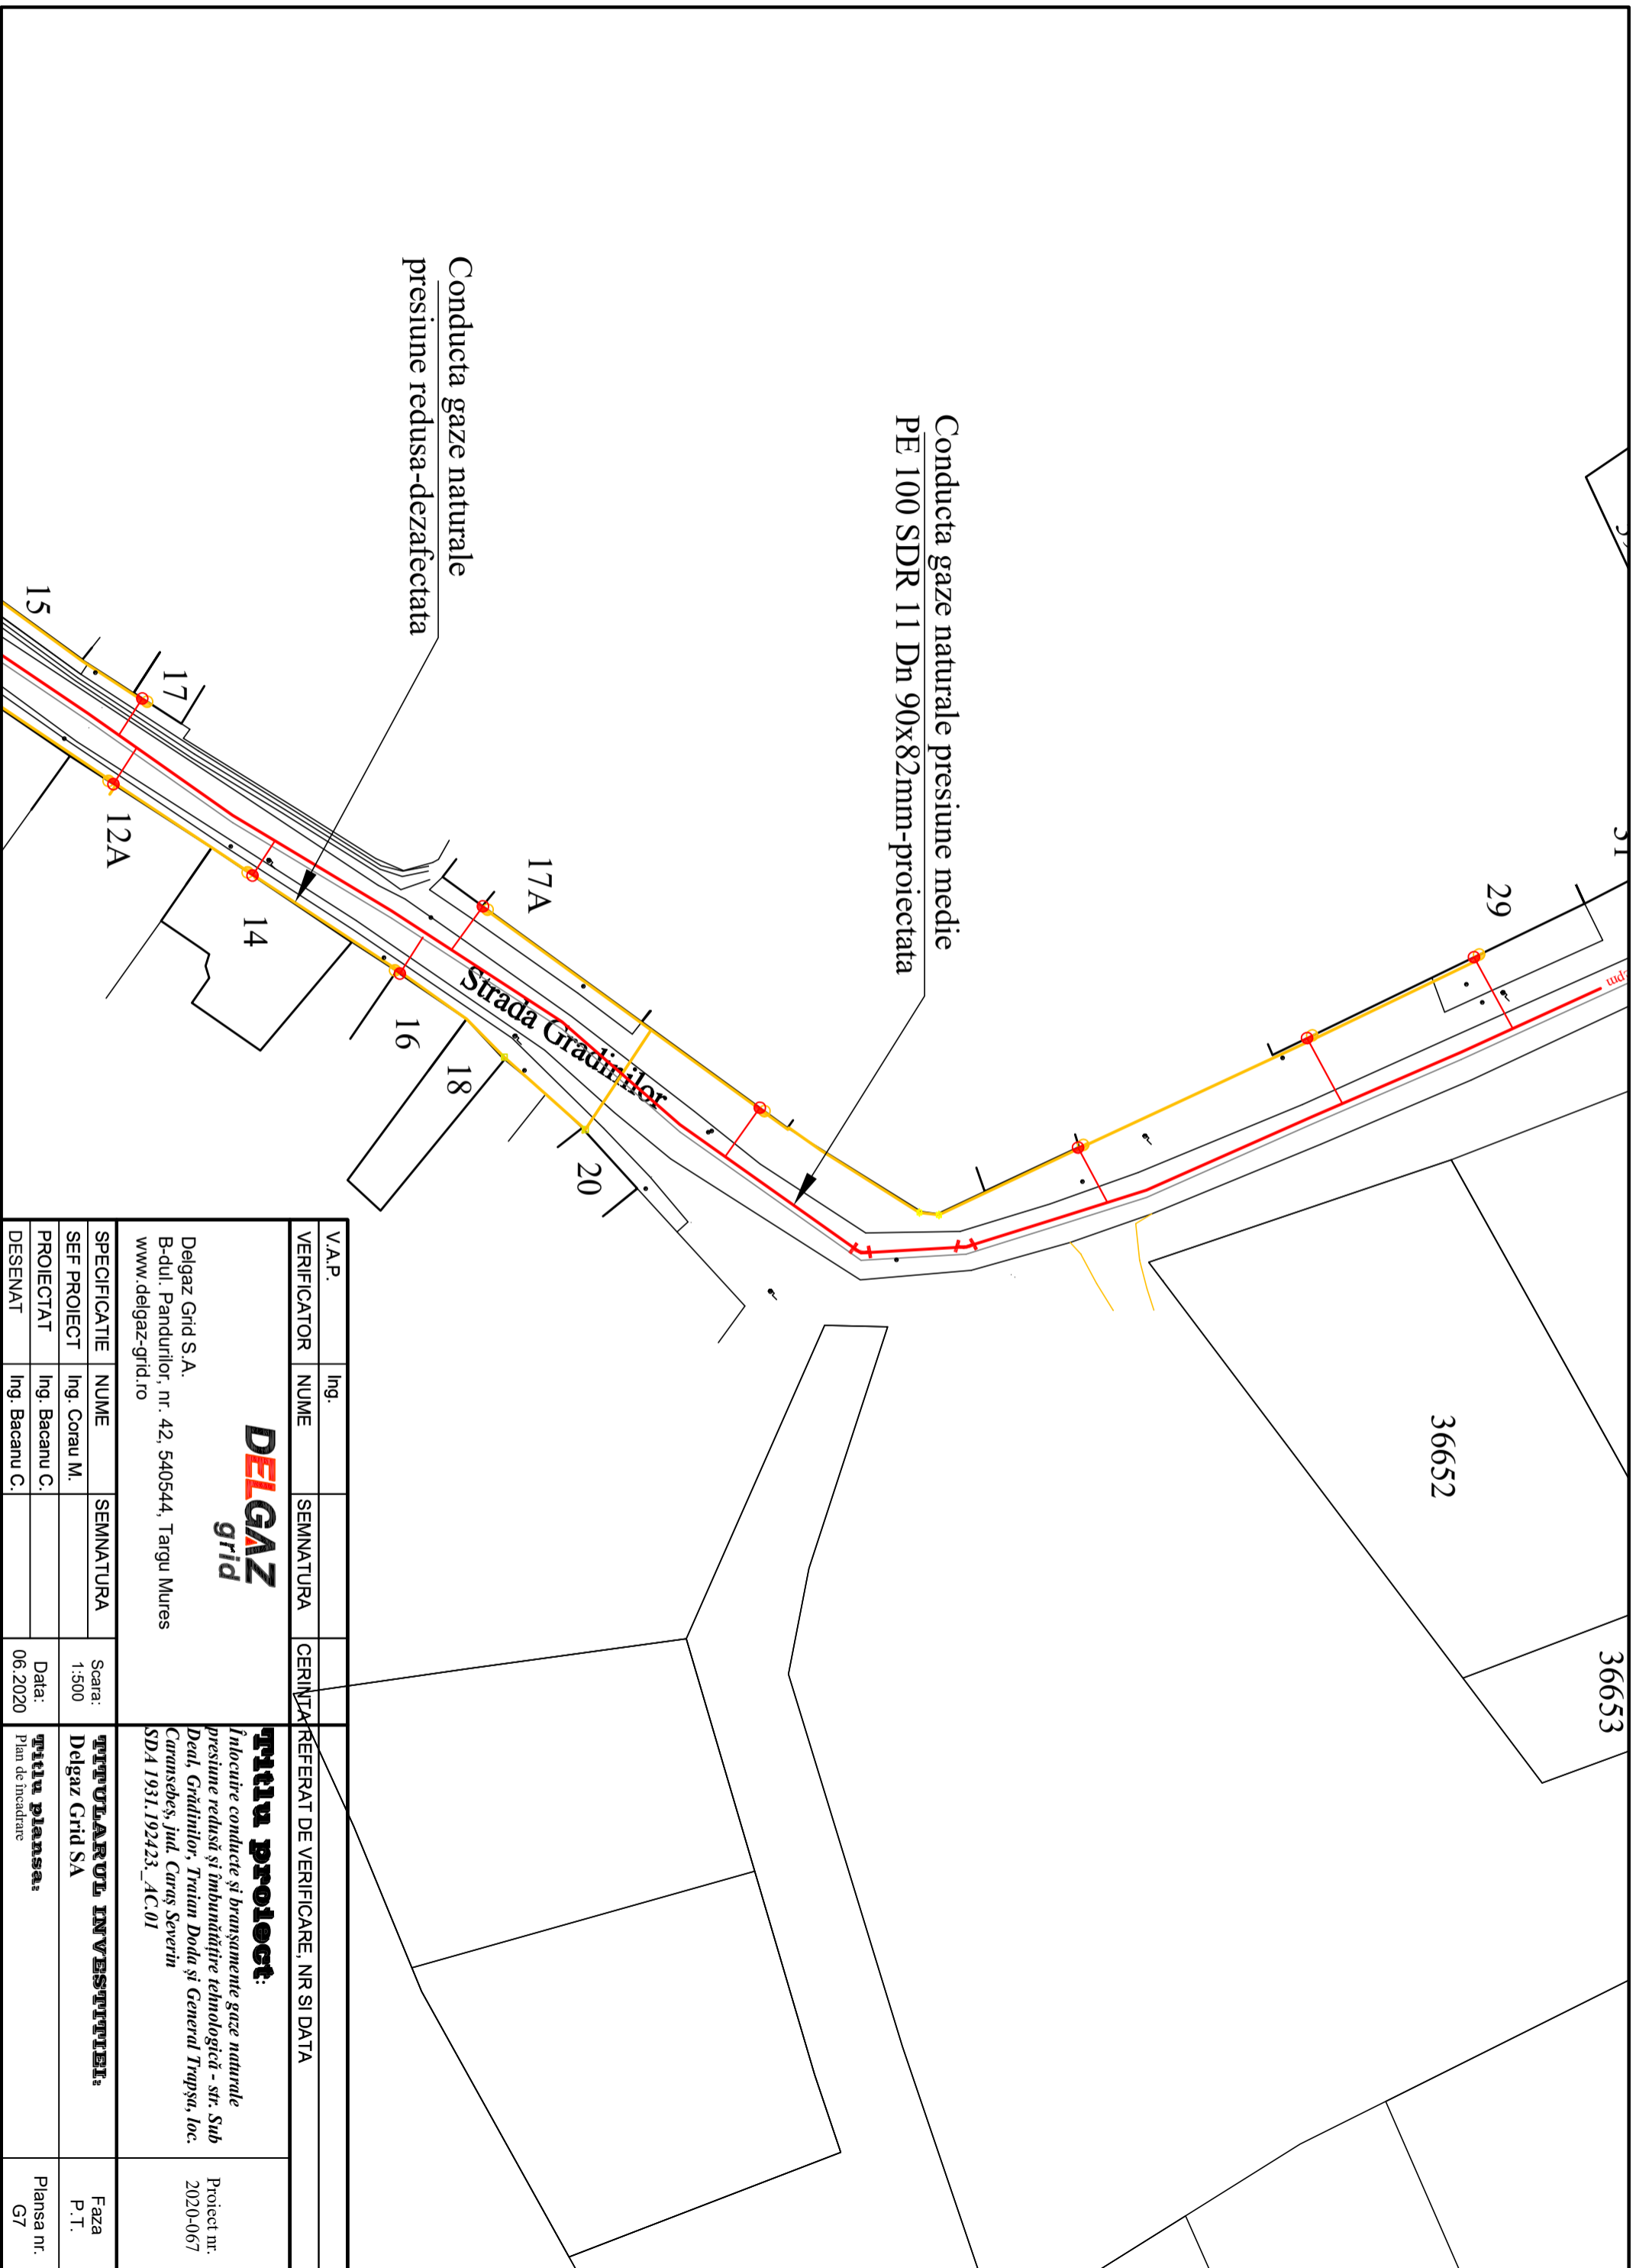 Conducta gaze naturale presiune medie
PE 100 SDR 11 Dn 90x82mm-proiectata
Conducta gaze naturale
presiune redusa-dezafectata
29
17A
17
15
12A
14
16
18
20
Strada Gradinilor
36652
36653
V.A.P.
Ing.
VERIFICATOR
NUME
SEMNATURA
CERINTA
REFERAT DE VERIFICARE, NR SI DATA
DELGAZ
grid
Delgaz Grid S.A.
B-dul. Pandurilor, nr. 42, 540544, Targu Mures
www.delgaz-grid.ro
Titlu proiect:
Înlocuire conducte și branșamente gaze naturale
presiune redusă și îmbunătățire tehnologică - str. Sub
Deal, Grădinilor, Traian Doda și General Trapșa, loc.
Caransebeș, jud. Caraș Severin
SDA 1931.192423_AC.01
Proiect nr.
2020-067
SPECIFICATIE
NUME
SEMNATURA
Scara:
1:500
SEF PROIECT
Ing. Corau M.
PROIECTAT
Ing. Bacanu C.
DESENAT
Ing. Bacanu C.
Data:
06.2020
TITULARUL INVESTITIEI:
Delgaz Grid SA
Faza
P.T.
Titlu plansa:
Plan de încadrare
Plansa nr.
G7